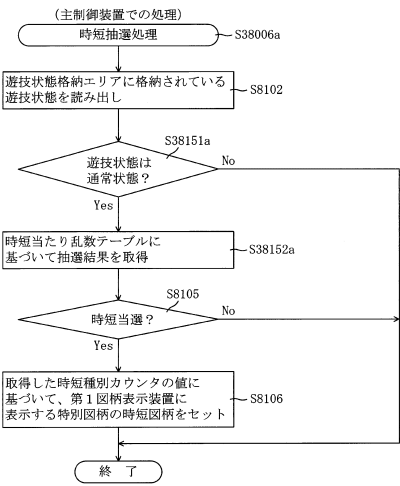 （主制御装置での処理）
時短抽選処理
S38006a
遊技状態格納エリアに格納されている
遊技状態を読み出し
S8102
S38151a
遊技状態は
通常状態？
No
Yes
時短当たり乱数テーブルに
基づいて抽選結果を取得
S38152a
S8105
時短当選？
No
Yes
取得した時短種別カウンタの値に
基づいて、第１図柄表示装置に
表示する特別図柄の時短図柄をセット
S8106
終　了